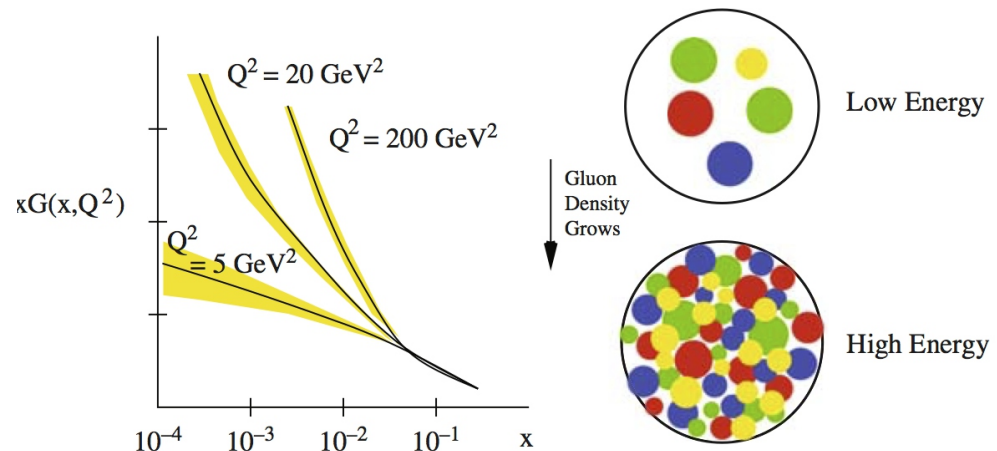 Q² = 20 GeV²
Q² = 200 GeV²
xG(x,Q²)
Q²
= 5 GeV²
10⁻⁴ 10⁻³ 10⁻² 10⁻¹ x
Low Energy
Gluon
Density
Grows
High Energy